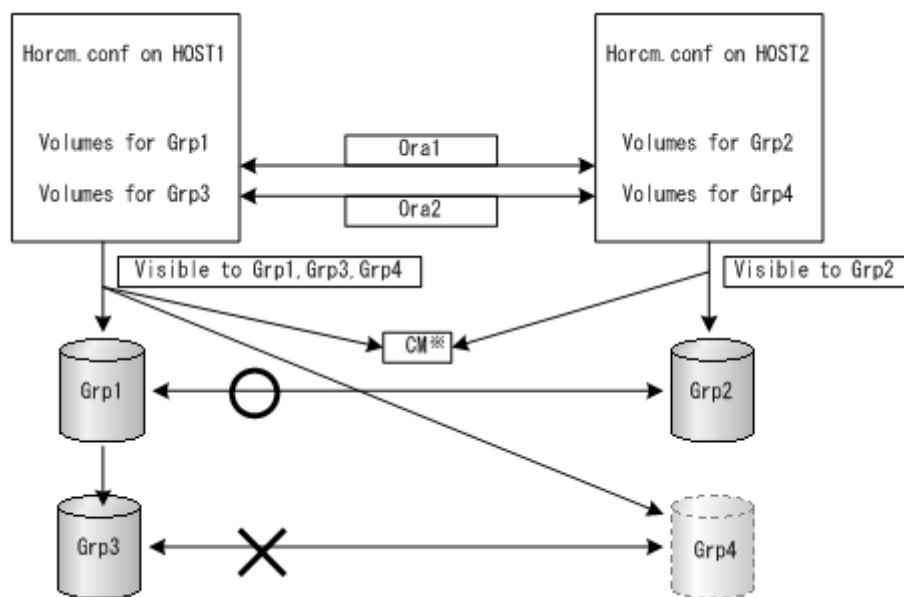 Horcm.conf on HOST1
Horcm.conf on HOST2
Volumes for Grp1
Ora1
Volumes for Grp2
Volumes for Grp3
Ora2
Volumes for Grp4
Visible to Grp1,Grp3,Grp4
Visible to Grp2
CM※
Grp1
Grp2
Grp3
Grp4